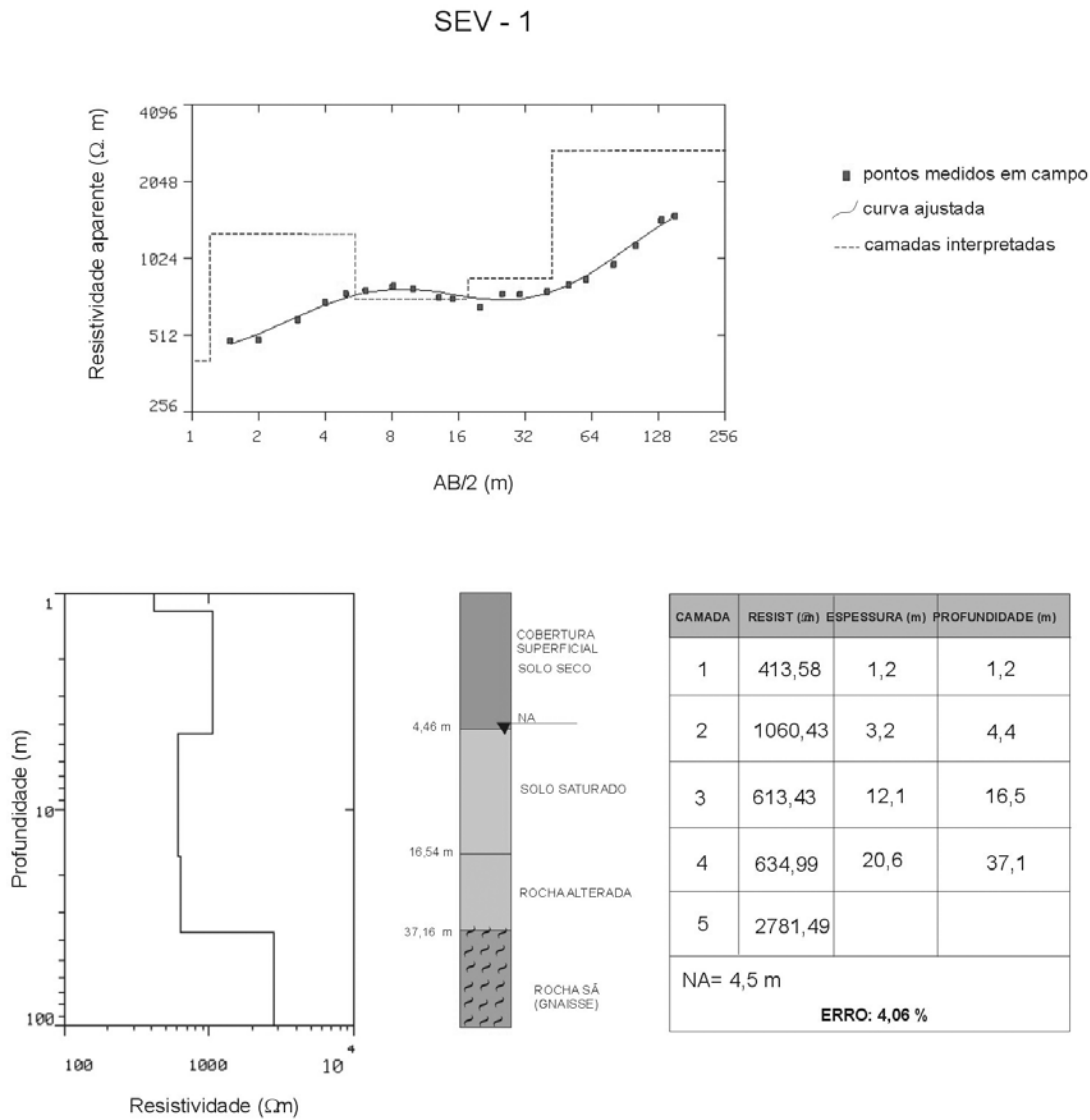 SEV - 1
Resistividade aparente (Ω. m)
4096
2048
1024
512
256
1 2 4 8 16 32 64 128 256
AB/2 (m)
pontos medidos em campo
curva ajustada
camadas interpretadas
Profundidade (m)
1
10
100
100 1000 10⁴
Resistividade (Ωm)
COBERTURA
SUPERFICIAL
SOLO SECO
NA
4,46 m
SOLO SATURADO
16,54 m
ROCHA ALTERADA
37,16 m
ROCHA SÃ
(GNAISSE)
CAMADA RESIST (Ωm) ESPESSURA (m) PROFUNDIDADE (m)
1 413,58 1,2 1,2
2 1060,43 3,2 4,4
3 613,43 12,1 16,5
4 634,99 20,6 37,1
5 2781,49
NA= 4,5 m
ERRO: 4,06 %